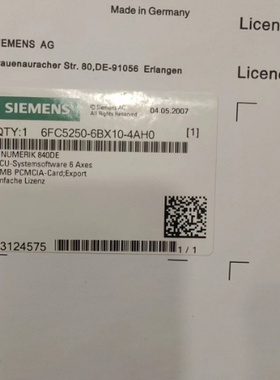 Made in Germany
Licen
SIEMENS AG
auenauracher Str. 80,DE-91056 Erlangen
Licen
SIEMENS
© Siemens AG
All Rights Reserved
04.05.2007
QTY:1 6FC5250-6BX10-4AH0 [1]
NUMERIK 840DE
CU-Systemsoftware 5 Axes
MB PCMCIA-Card;Export
nfache Lizenz
3124575
1 / 1